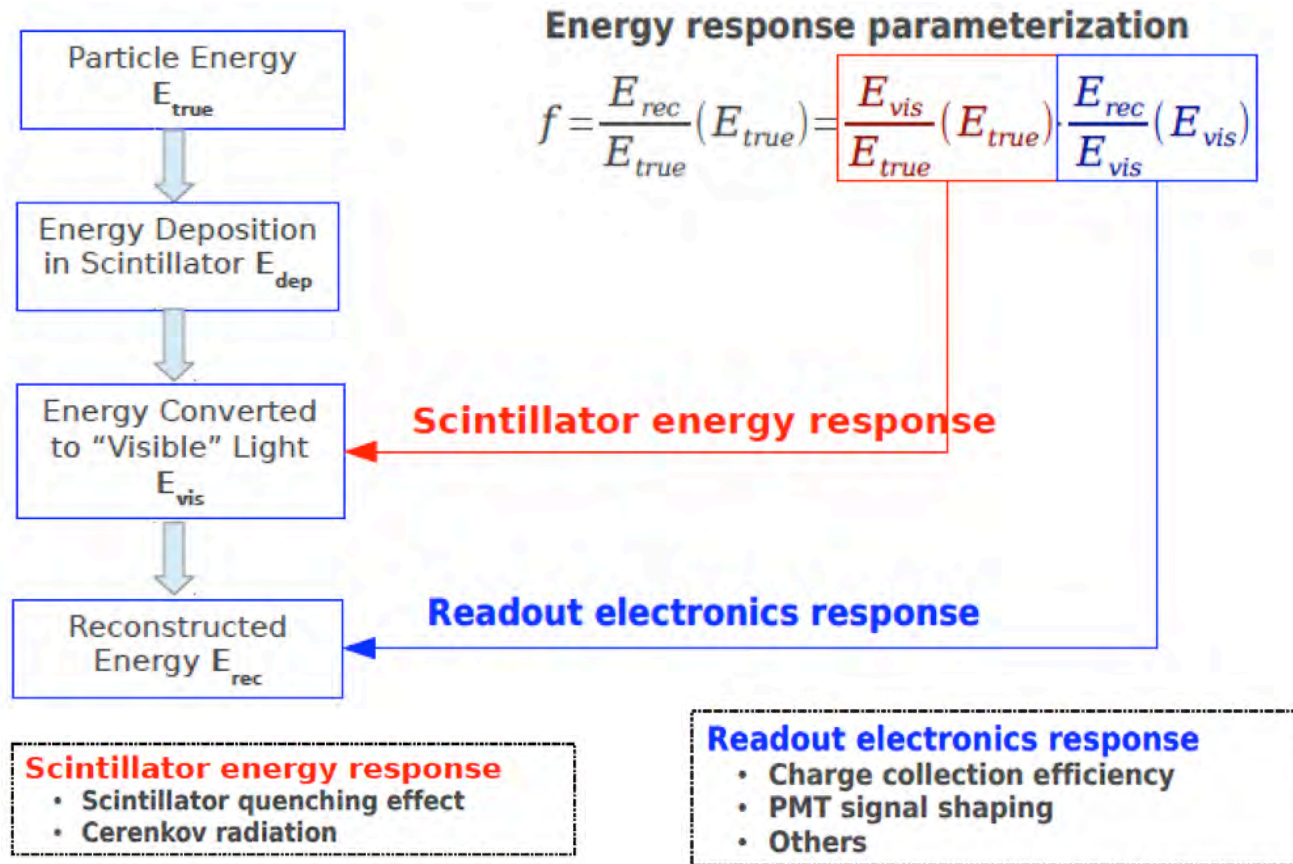 Energy response parameterization
f = E_rec/E_true (E_true) = E_vis/E_true (E_true) · E_rec/E_vis (E_vis)
Particle Energy
E_true
Energy Deposition
in Scintillator E_dep
Energy Converted
to “Visible” Light
E_vis
Scintillator energy response
Reconstructed
Energy E_rec
Readout electronics response
Scintillator energy response
• Scintillator quenching effect
• Cerenkov radiation
Readout electronics response
• Charge collection efficiency
• PMT signal shaping
• Others